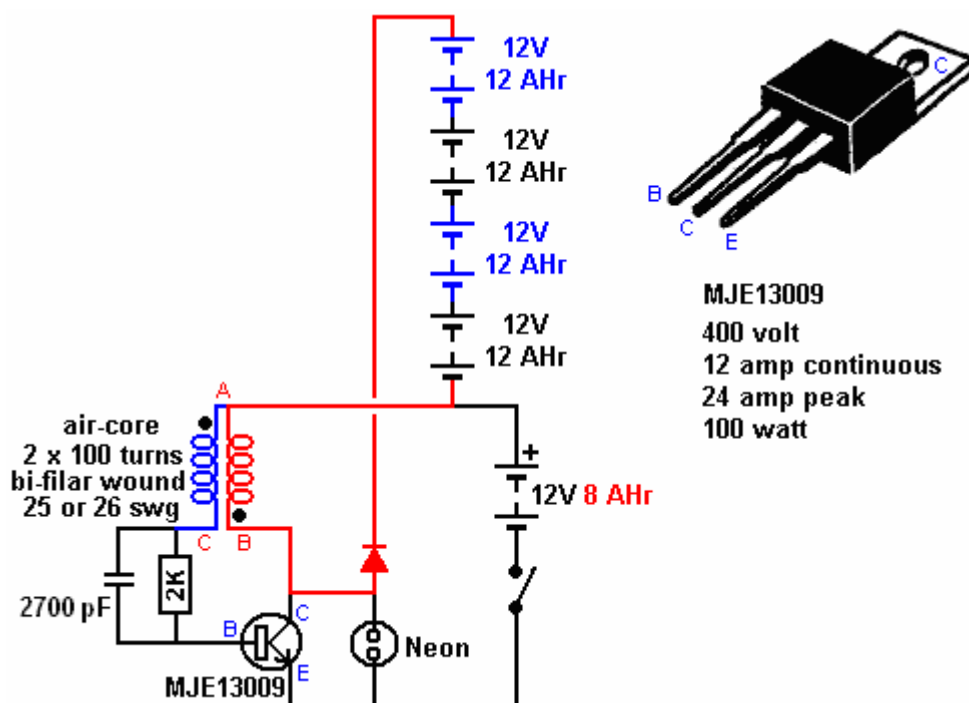 12V
12 AHr
12V
12 AHr
12V
12 AHr
12V
12 AHr
C
B
C
E
MJE13009
400 volt
12 amp continuous
24 amp peak
100 watt
A
air-core
2 x 100 turns
bi-filar wound
25 or 26 swg
C
B
+
12V 8 AHr
2700 pF
2K
B
C
E
MJE13009
Neon